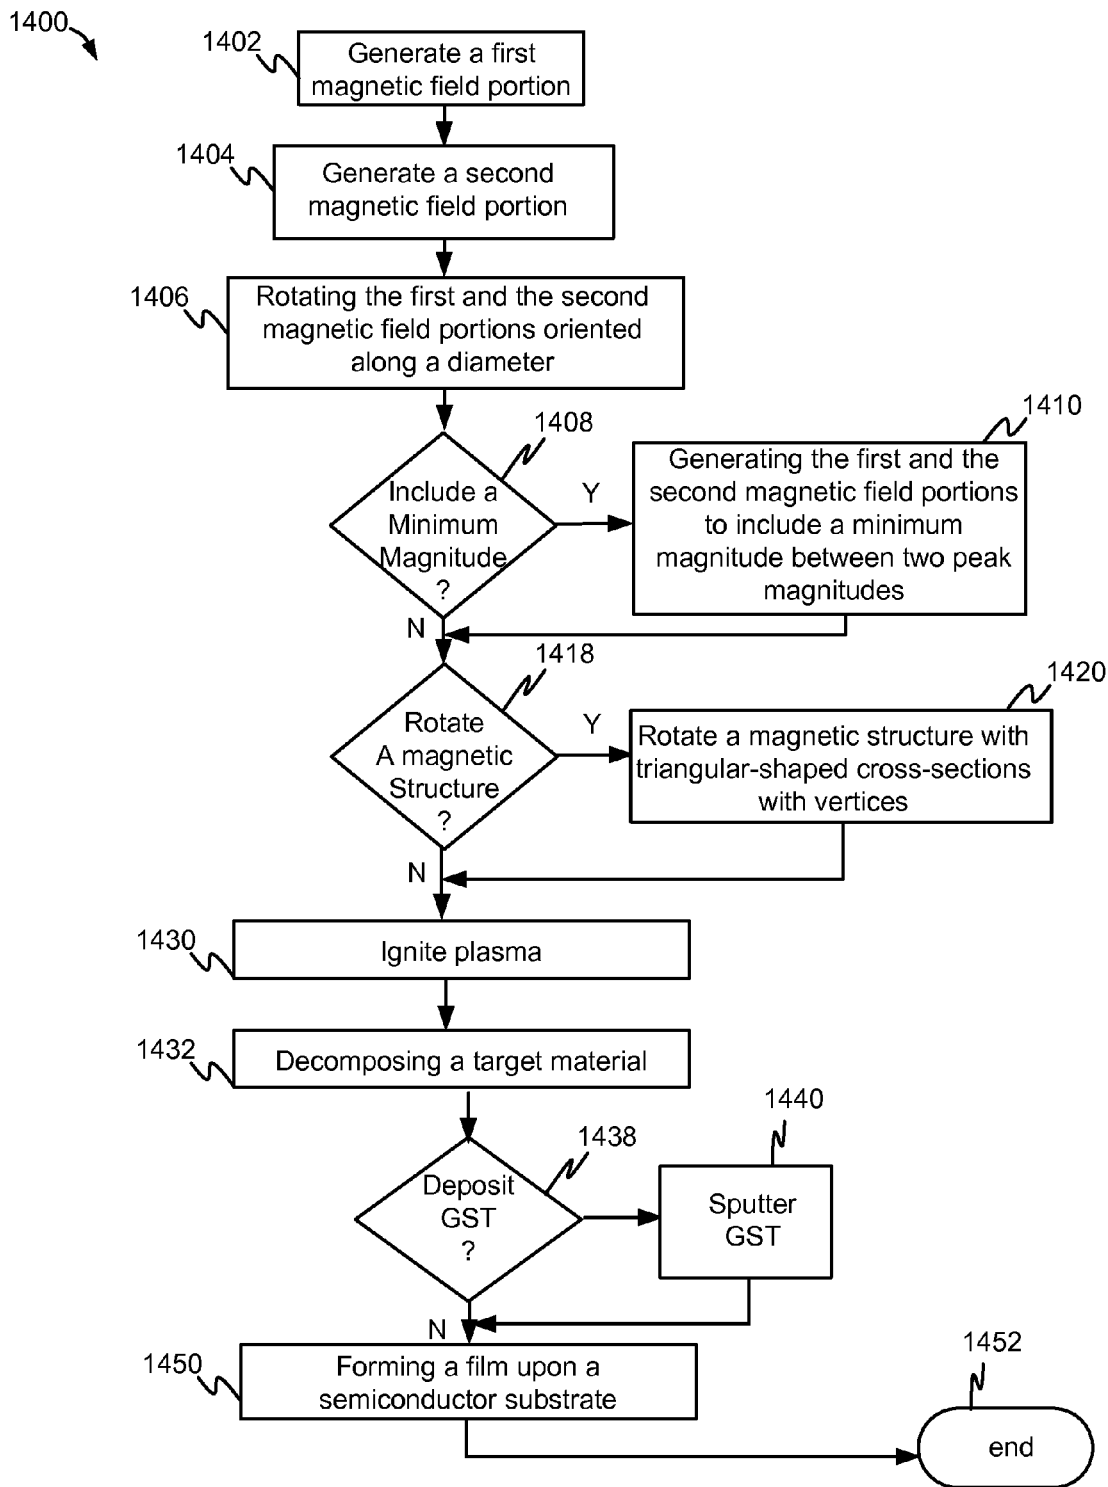 1400
1402
Generate a first
magnetic field portion
1404
Generate a second
magnetic field portion
1406
Rotating the first and the second
magnetic field portions oriented
along a diameter
1408
Include a
Minimum
Magnitude
?
Y
N
1410
Generating the first and the
second magnetic field portions
to include a minimum
magnitude between two peak
magnitudes
1418
Rotate
A magnetic
Structure
?
Y
N
1420
Rotate a magnetic structure with
triangular-shaped cross-sections
with vertices
1430
Ignite plasma
1432
Decomposing a target material
1438
Deposit
GST
?
N
1440
Sputter
GST
1450
Forming a film upon a
semiconductor substrate
1452
end